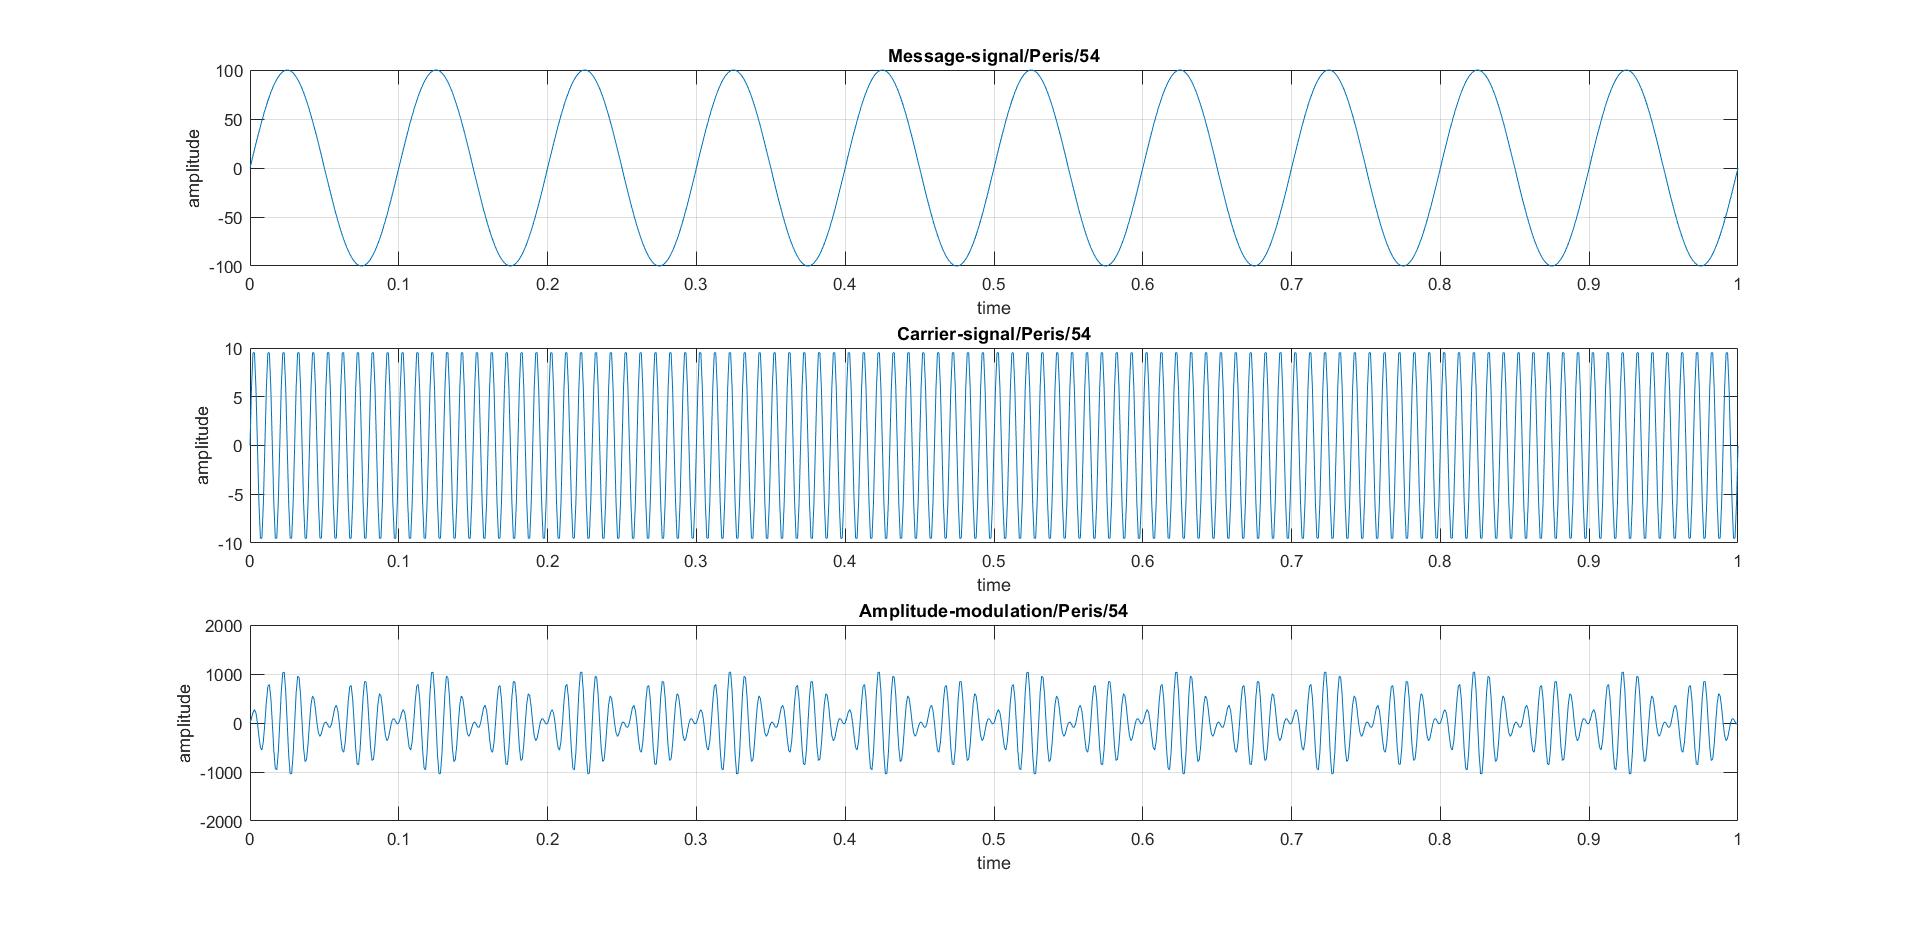 Message-signal/Peris/54
100
50
0
-50
-100
amplitude
0 0.1 0.2 0.3 0.4 0.5 0.6 0.7 0.8 0.9 1
time
Carrier-signal/Peris/54
10
5
0
-5
-10
amplitude
0 0.1 0.2 0.3 0.4 0.5 0.6 0.7 0.8 0.9 1
time
Amplitude-modulation/Peris/54
2000
1000
0
-1000
-2000
amplitude
0 0.1 0.2 0.3 0.4 0.5 0.6 0.7 0.8 0.9 1
time